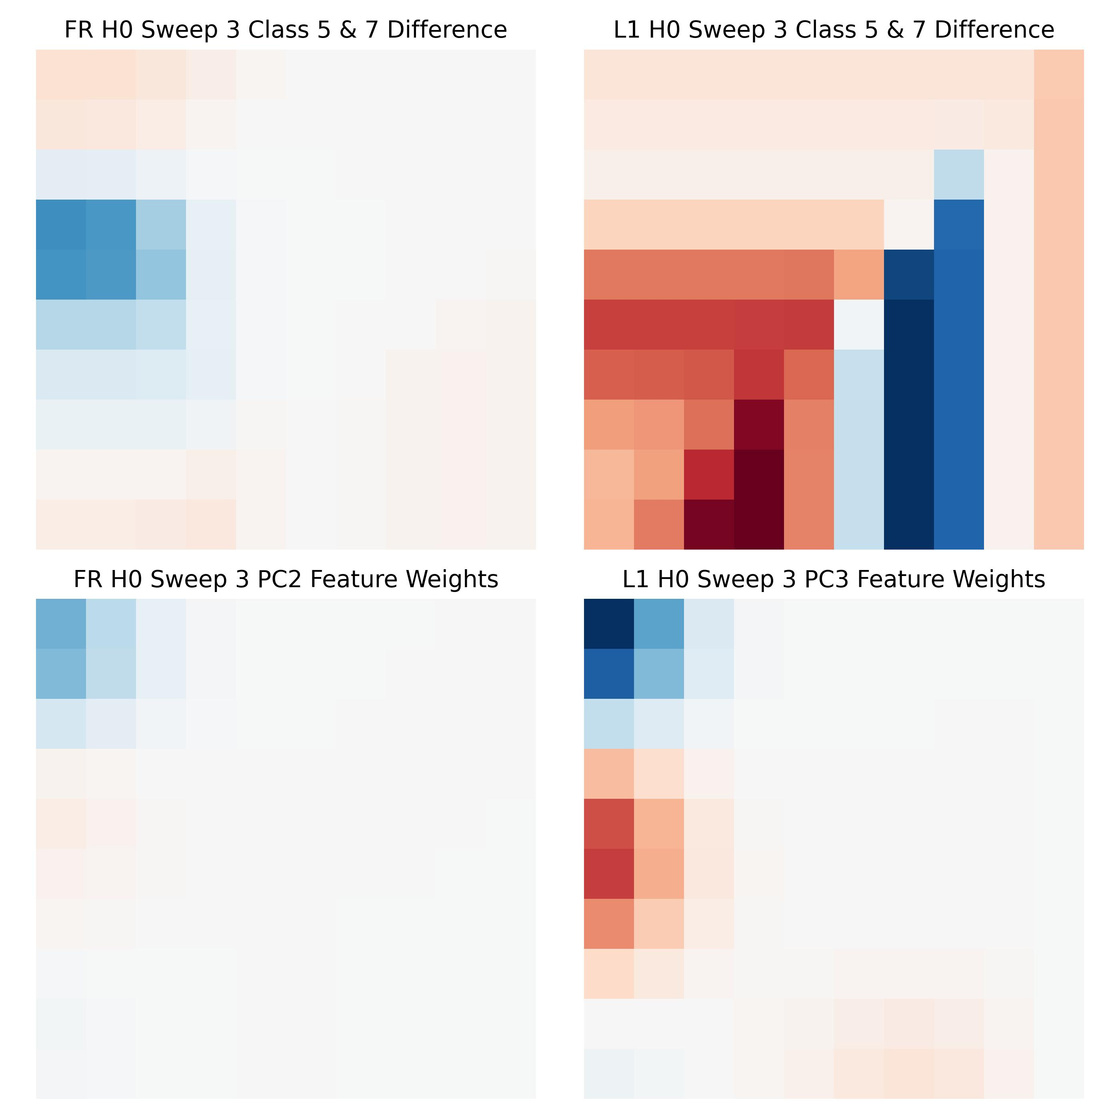 FR H0 Sweep 3 Class 5 & 7 Difference
L1 H0 Sweep 3 Class 5 & 7 Difference
FR H0 Sweep 3 PC2 Feature Weights
L1 H0 Sweep 3 PC3 Feature Weights